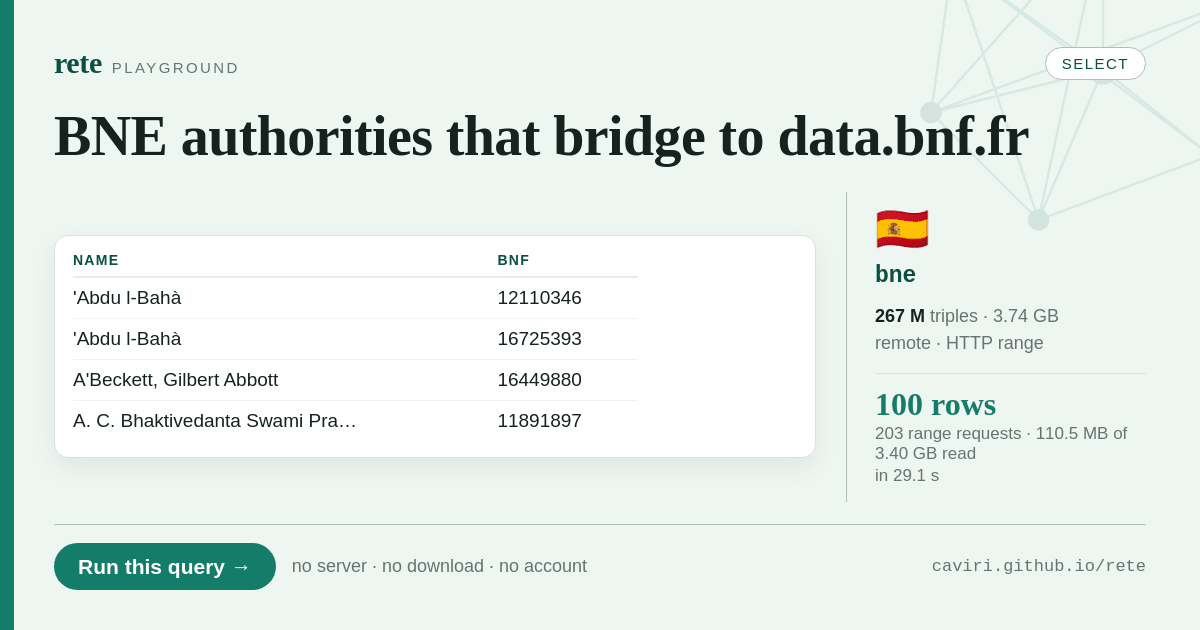 rete PLAYGROUND
SELECT
BNE authorities that bridge to data.bnf.fr
NAME BNF
'Abdu l-Bahà 12110346
'Abdu l-Bahà 16725393
A'Beckett, Gilbert Abbott 16449880
A. C. Bhaktivedanta Swami Pra… 11891897
bne
267 M triples · 3.74 GB
remote · HTTP range
100 rows
203 range requests · 110.5 MB of
3.40 GB read
in 29.1 s
Run this query →
no server · no download · no account
caviri.github.io/rete